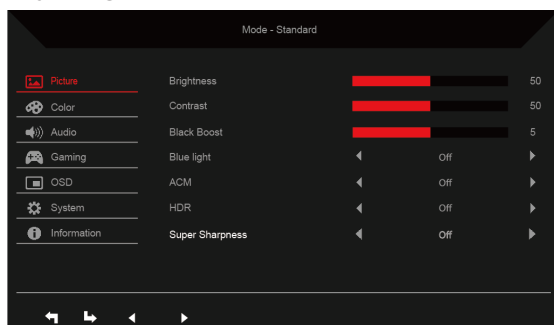 Mode - Standard
Picture
Brightness 50
Color
Contrast 50
Audio
Black Boost 5
Gaming
Blue light Off
OSD
ACM Off
System
HDR Off
Information
Super Sharpness Off